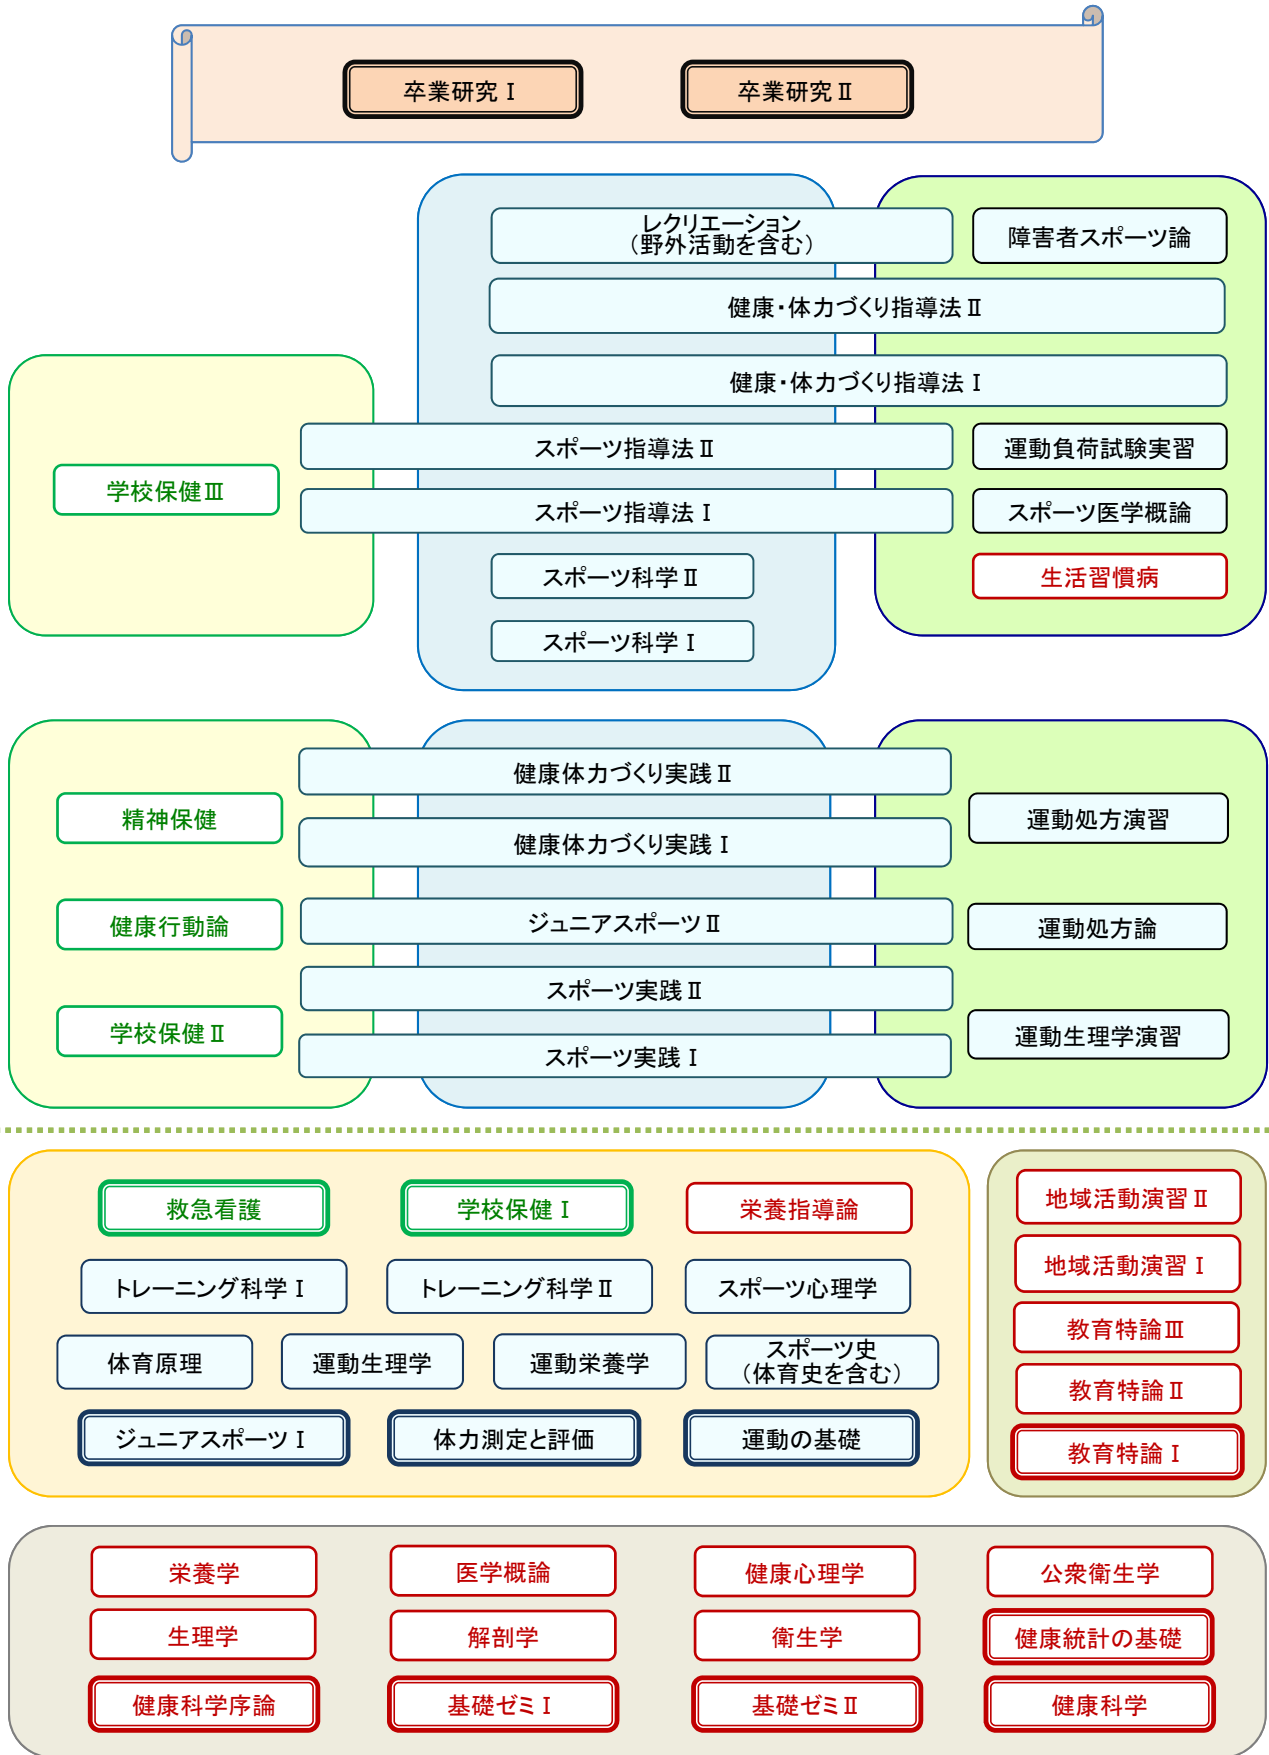 卒業研究Ⅰ
卒業研究Ⅱ
レクリエーション
（野外活動を含む）
障害者スポーツ論
健康・体力づくり指導法Ⅱ
健康・体力づくり指導法Ⅰ
スポーツ指導法Ⅱ
運動負荷試験実習
学校保健Ⅲ
スポーツ指導法Ⅰ
スポーツ医学概論
スポーツ科学Ⅱ
生活習慣病
スポーツ科学Ⅰ
健康体力づくり実践Ⅱ
精神保健
運動処方演習
健康体力づくり実践Ⅰ
健康行動論
ジュニアスポーツⅡ
運動処方論
スポーツ実践Ⅱ
学校保健Ⅱ
運動生理学演習
スポーツ実践Ⅰ
救急看護
学校保健Ⅰ
栄養指導論
トレーニング科学Ⅰ
トレーニング科学Ⅱ
スポーツ心理学
体育原理
運動生理学
運動栄養学
スポーツ史
（体育史を含む）
ジュニアスポーツⅠ
体力測定と評価
運動の基礎
地域活動演習Ⅱ
地域活動演習Ⅰ
教育特論Ⅲ
教育特論Ⅱ
教育特論Ⅰ
栄養学
医学概論
健康心理学
公衆衛生学
生理学
解剖学
衛生学
健康統計の基礎
健康科学序論
基礎ゼミⅠ
基礎ゼミⅡ
健康科学